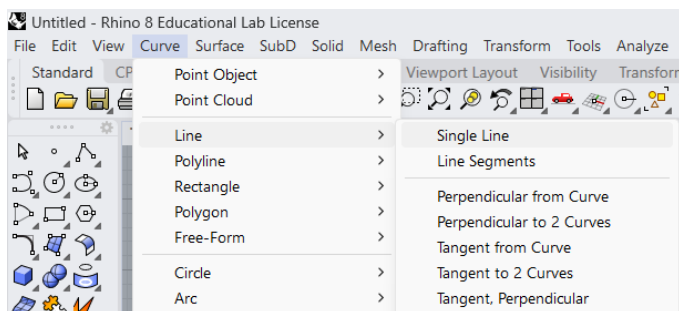 Untitled - Rhino 8 Educational Lab License
File Edit View Curve Surface SubD Solid Mesh Drafting Transform Tools Analyze
Standard CP Viewport Layout Visibility Transfor
Point Object
Point Cloud
Line
Polyline
Rectangle
Polygon
Free-Form
Circle
Arc
Single Line
Line Segments
Perpendicular from Curve
Perpendicular to 2 Curves
Tangent from Curve
Tangent to 2 Curves
Tangent, Perpendicular